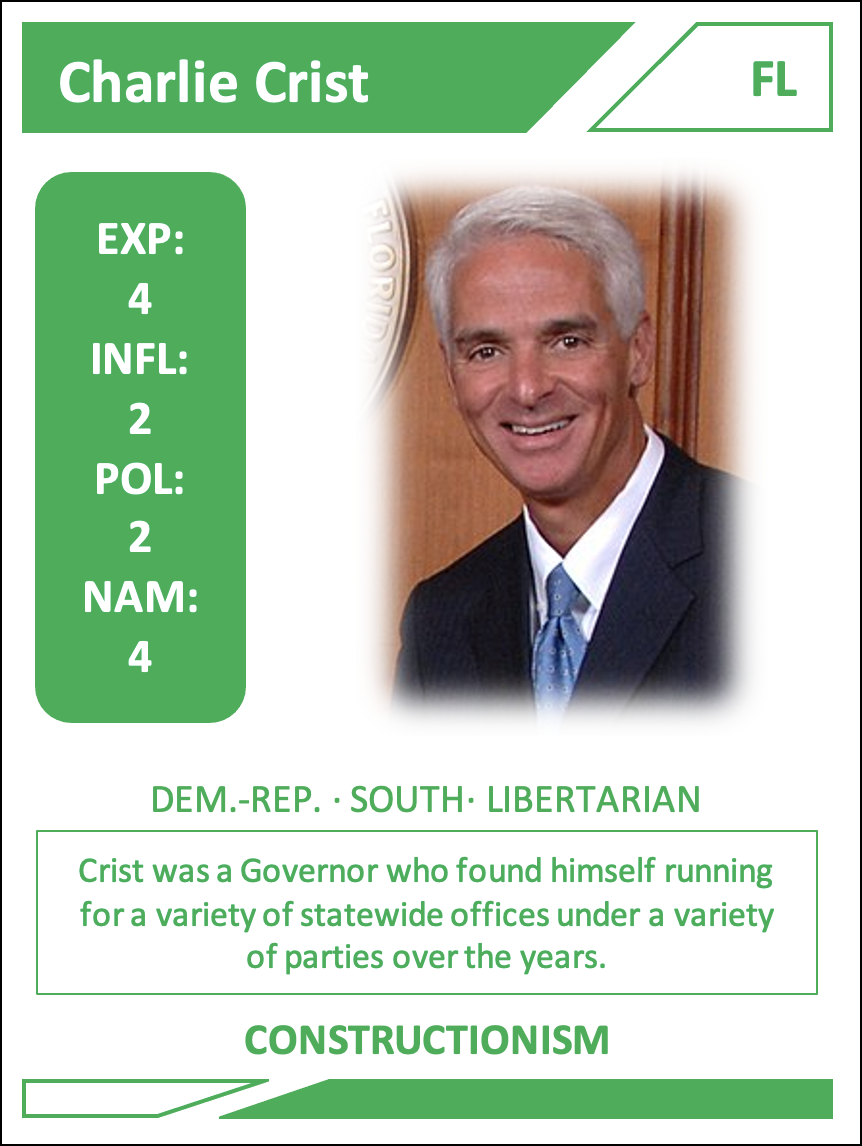 Charlie Crist
FL
EXP:
4
INFL:
2
POL:
2
NAM:
4
FLORIDA
DEM.-REP. · SOUTH· LIBERTARIAN
Crist was a Governor who found himself running
for a variety of statewide offices under a variety
of parties over the years.
CONSTRUCTIONISM